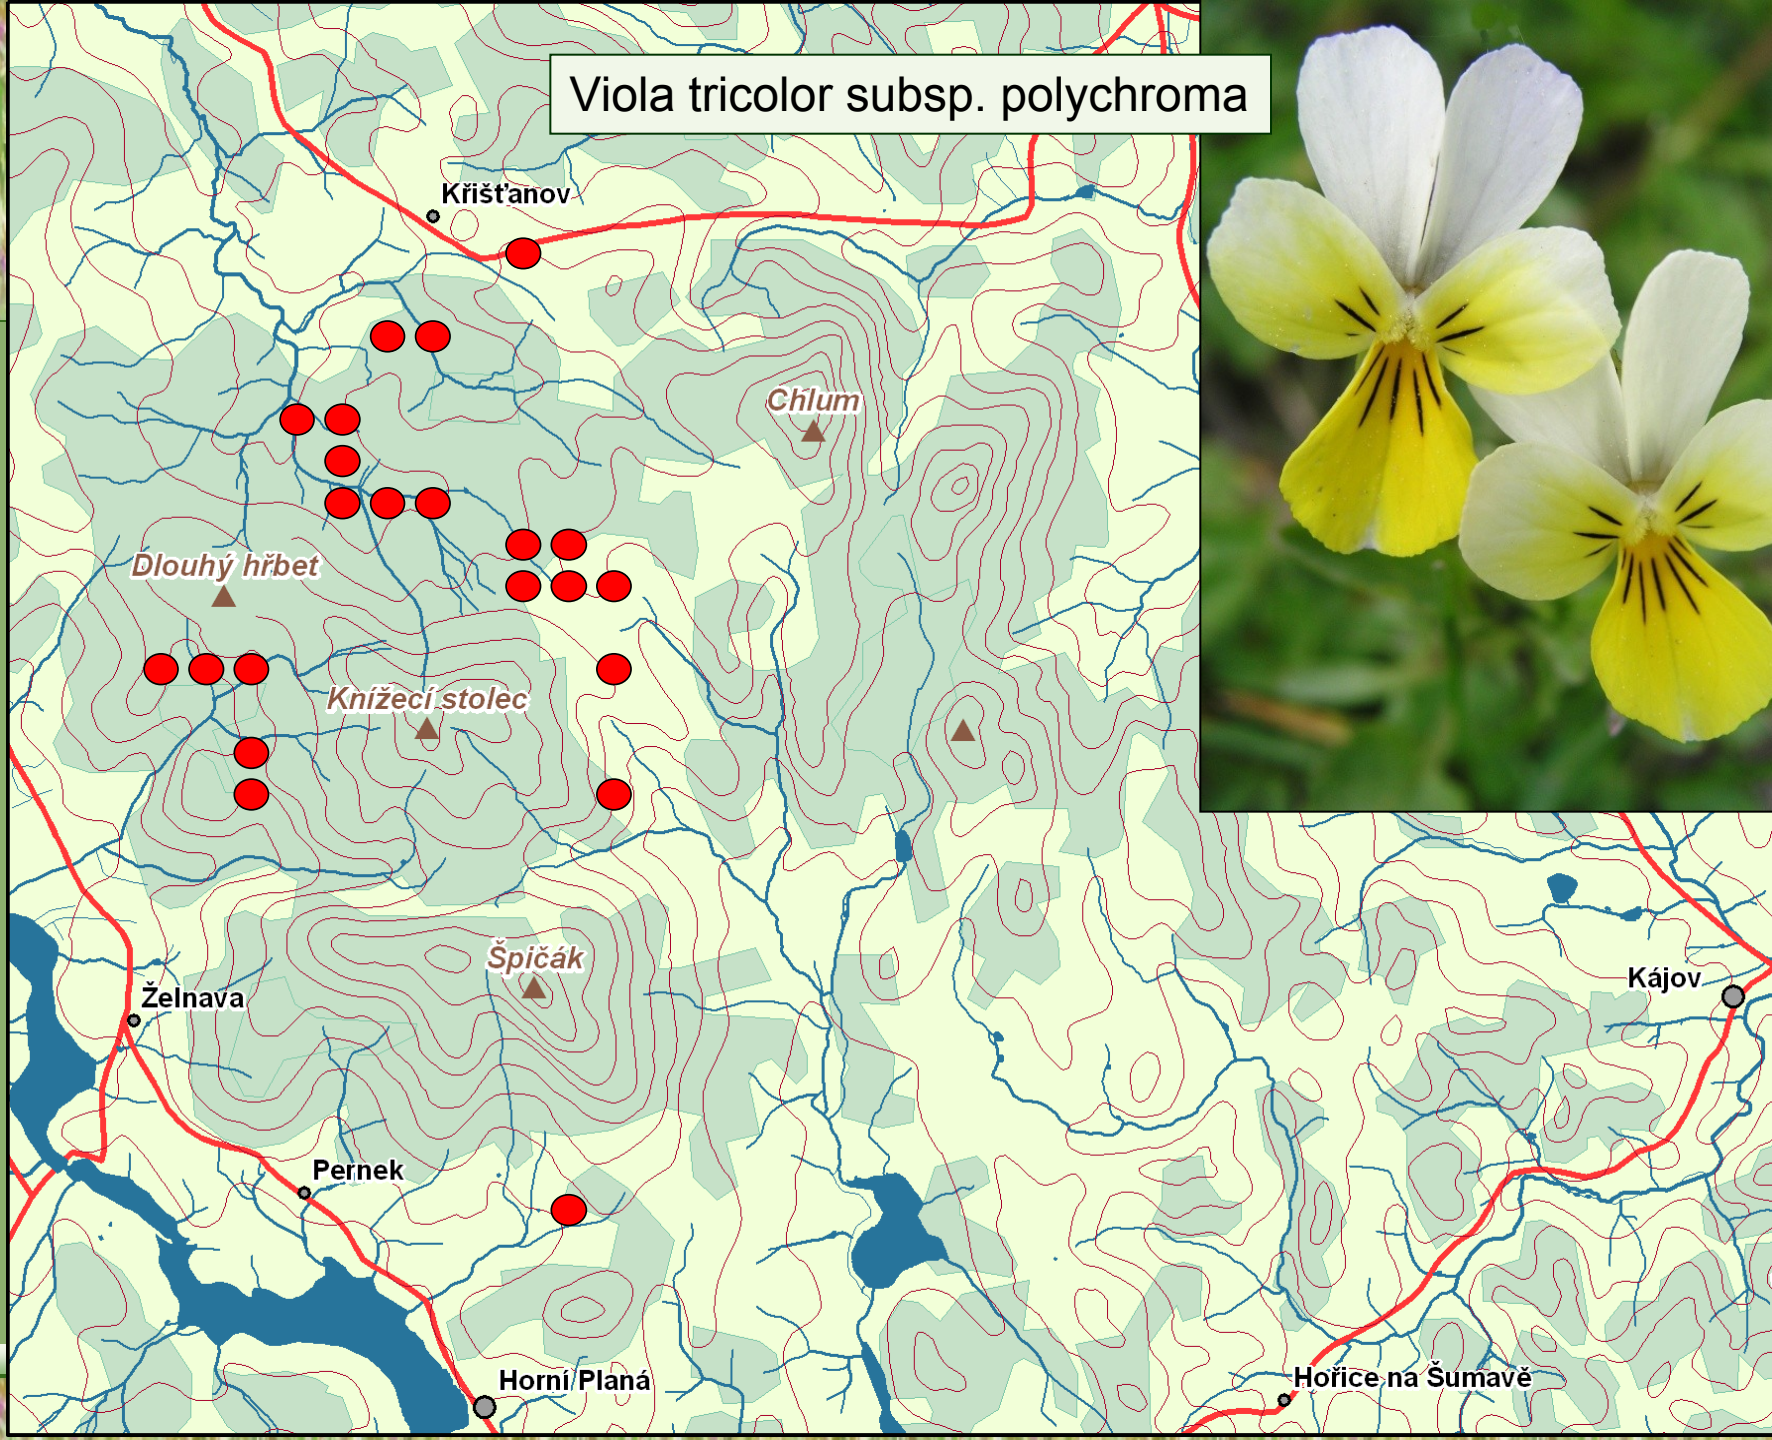 Viola tricolor subsp. polychroma
Křišťanov
Chlum
Dlouhý hřbet
Knížecí stolec
Špičák
Kájov
Želnava
Pernek
Horní Planá
Hořice na Šumavě